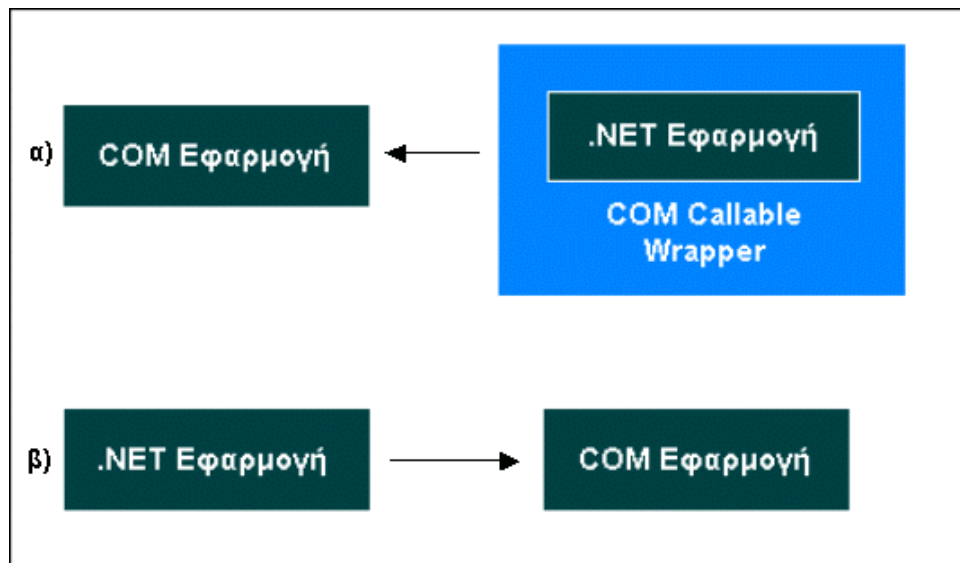 α)
COM Εφαρμογή
.NET Εφαρμογή
COM Callable
Wrapper
β)
.NET Εφαρμογή
COM Εφαρμογή